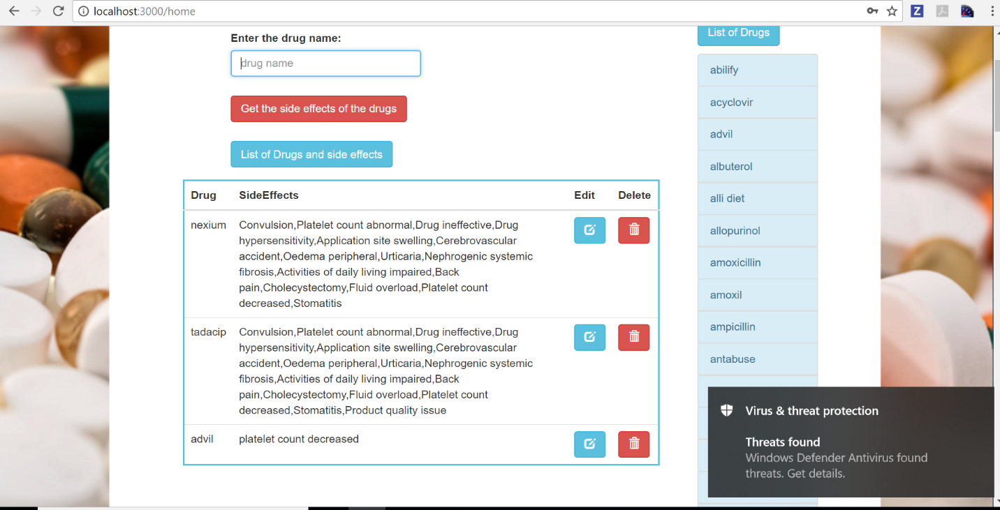 localhost:3000/home
Z
Enter the drug name:
drug name
Get the side effects of the drugs
List of Drugs and side effects
Drug SideEffects Edit Delete
nexium Convulsion,Platelet count abnormal,Drug ineffective,Drug
hypersensitivity,Application site swelling,Cerebrovascular
accident,Oedema peripheral,Urticaria,Nephrogenic systemic
fibrosis,Activities of daily living impaired,Back
pain,Cholecystectomy,Fluid overload,Platelet count
decreased,Stomatitis
tadacip Convulsion,Platelet count abnormal,Drug ineffective,Drug
hypersensitivity,Application site swelling,Cerebrovascular
accident,Oedema peripheral,Urticaria,Nephrogenic systemic
fibrosis,Activities of daily living impaired,Back
pain,Cholecystectomy,Fluid overload,Platelet count
decreased,Stomatitis,Product quality issue
advil platelet count decreased
List of Drugs
abilify
acyclovir
advil
albuterol
alli diet
allopurinol
amoxicillin
amoxil
ampicillin
antabuse
Virus & threat protection
Threats found
Windows Defender Antivirus found
threats. Get details.